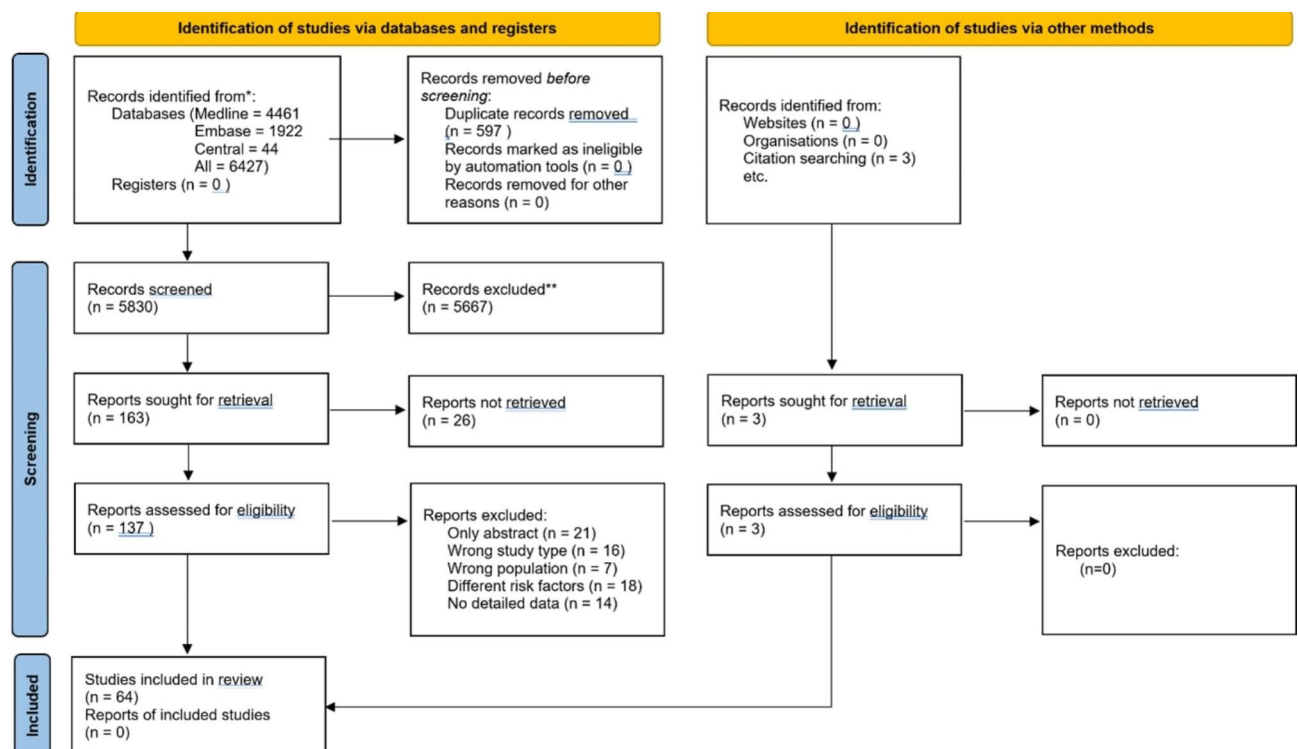 Identification of studies via databases and registers
Identification of studies via other methods
Identification
Records identified from*:
Databases (Medline = 4461
Embase = 1922
Central = 44
All = 6427)
Registers (n = 0 )
Records removed before
screening:
Duplicate records removed
(n = 597 )
Records marked as ineligible
by automation tools (n = 0 )
Records removed for other
reasons (n = 0)
Records identified from:
Websites (n = 0 )
Organisations (n = 0)
Citation searching (n = 3)
etc.
Screening
Records screened
(n = 5830)
Records excluded**
(n = 5667)
Reports sought for retrieval
(n = 163)
Reports not retrieved
(n = 26)
Reports sought for retrieval
(n = 3)
Reports not retrieved
(n = 0)
Reports assessed for eligibility
(n = 137 )
Reports excluded:
Only abstract (n = 21)
Wrong study type (n = 16)
Wrong population (n = 7)
Different risk factors (n = 18)
No detailed data (n = 14)
Reports assessed for eligibility
(n = 3)
Reports excluded:
(n=0)
Included
Studies included in review
(n = 64)
Reports of included studies
(n = 0)